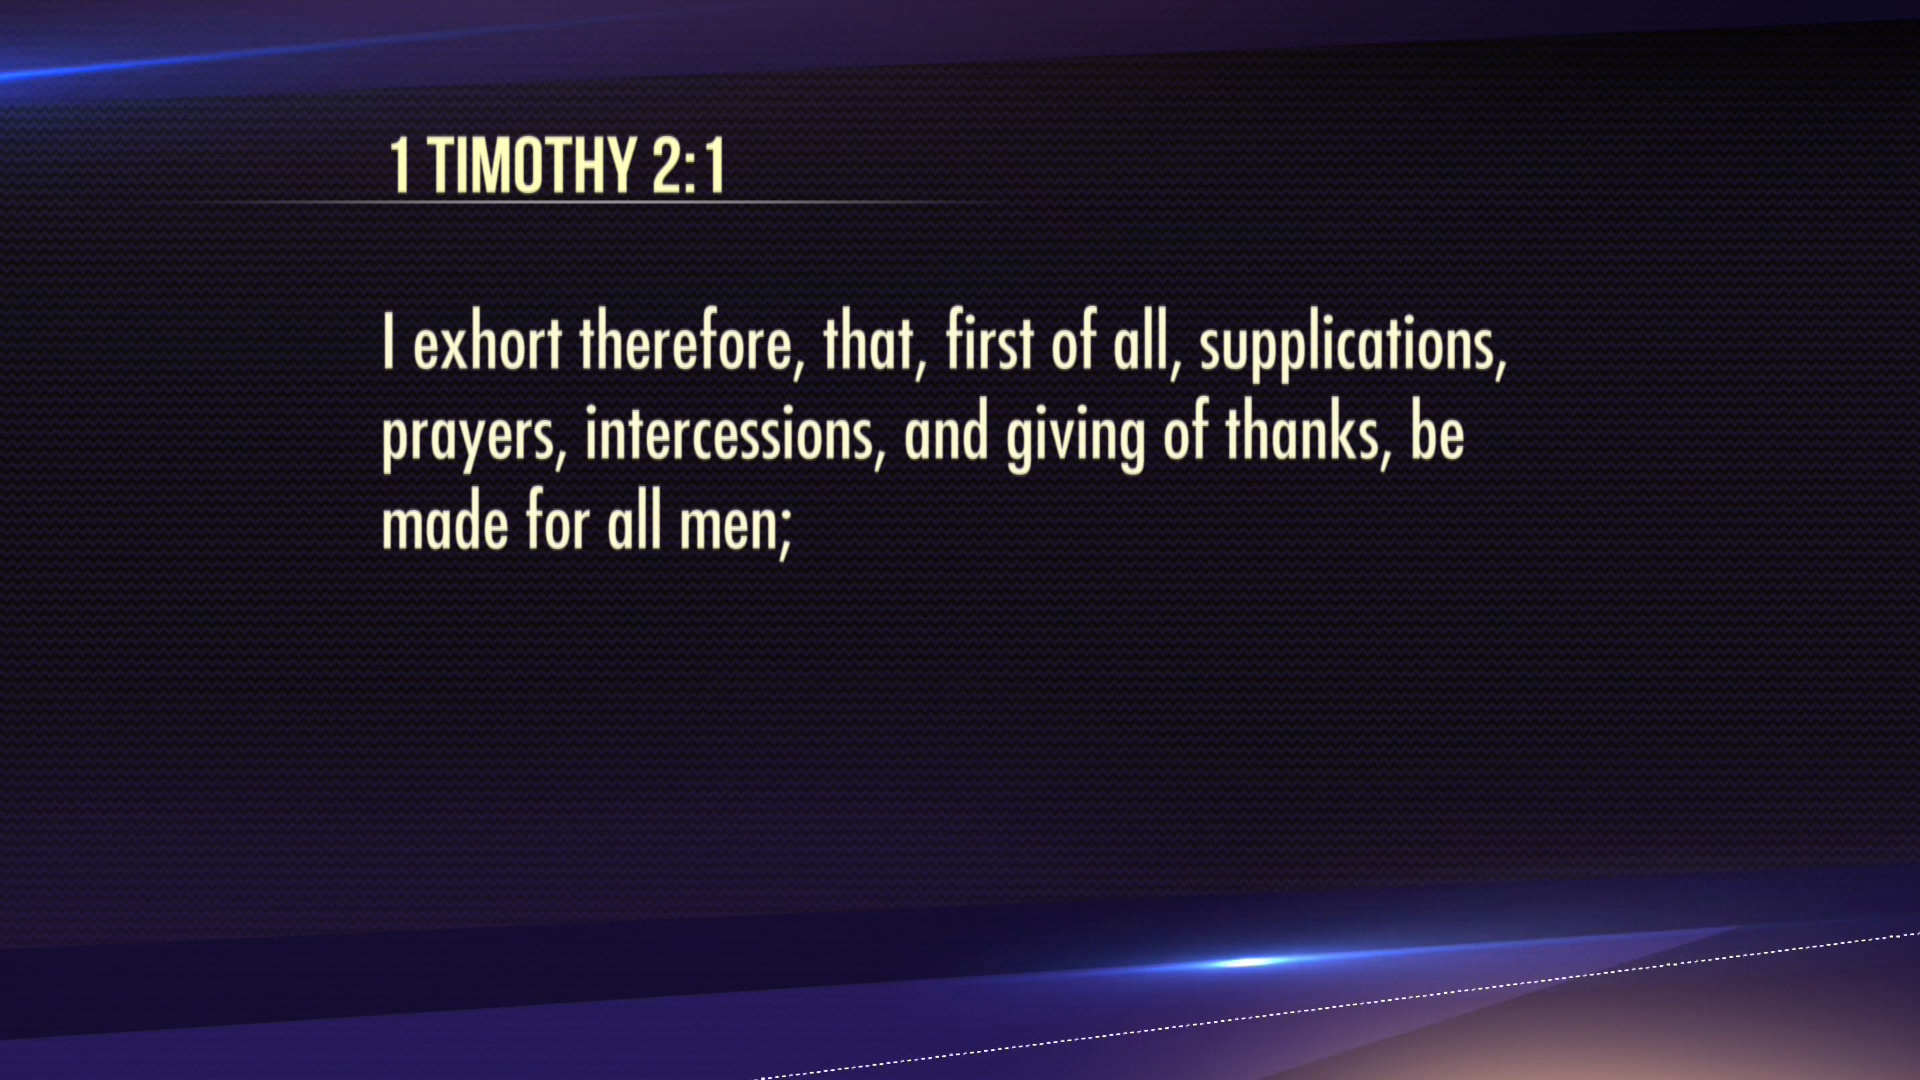 1 TIMOTHY 2:1
I exhort therefore, that, first of all, supplications,
prayers, intercessions, and giving of thanks, be
made for all men;